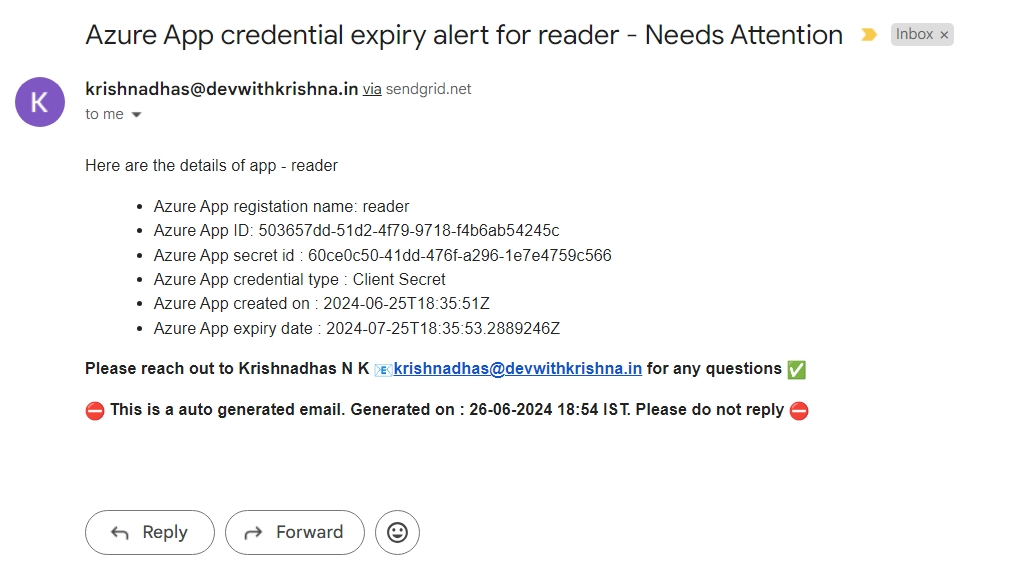 Azure App credential expiry alert for reader - Needs Attention Inbox ×
K
krishnadhas@devwithkrishna.in via sendgrid.net
to me
Here are the details of app - reader
• Azure App registation name: reader
• Azure App ID: 503657dd-51d2-4f79-9718-f4b6ab54245c
• Azure App secret id : 60ce0c50-41dd-476f-a296-1e7e4759c566
• Azure App credential type : Client Secret
• Azure App created on : 2024-06-25T18:35:51Z
• Azure App expiry date : 2024-07-25T18:35:53.2889246Z
Please reach out to Krishnadhas N K 📧krishnadhas@devwithkrishna.in for any questions ✅
⛔ This is a auto generated email. Generated on : 26-06-2024 18:54 IST. Please do not reply ⛔
Reply Forward